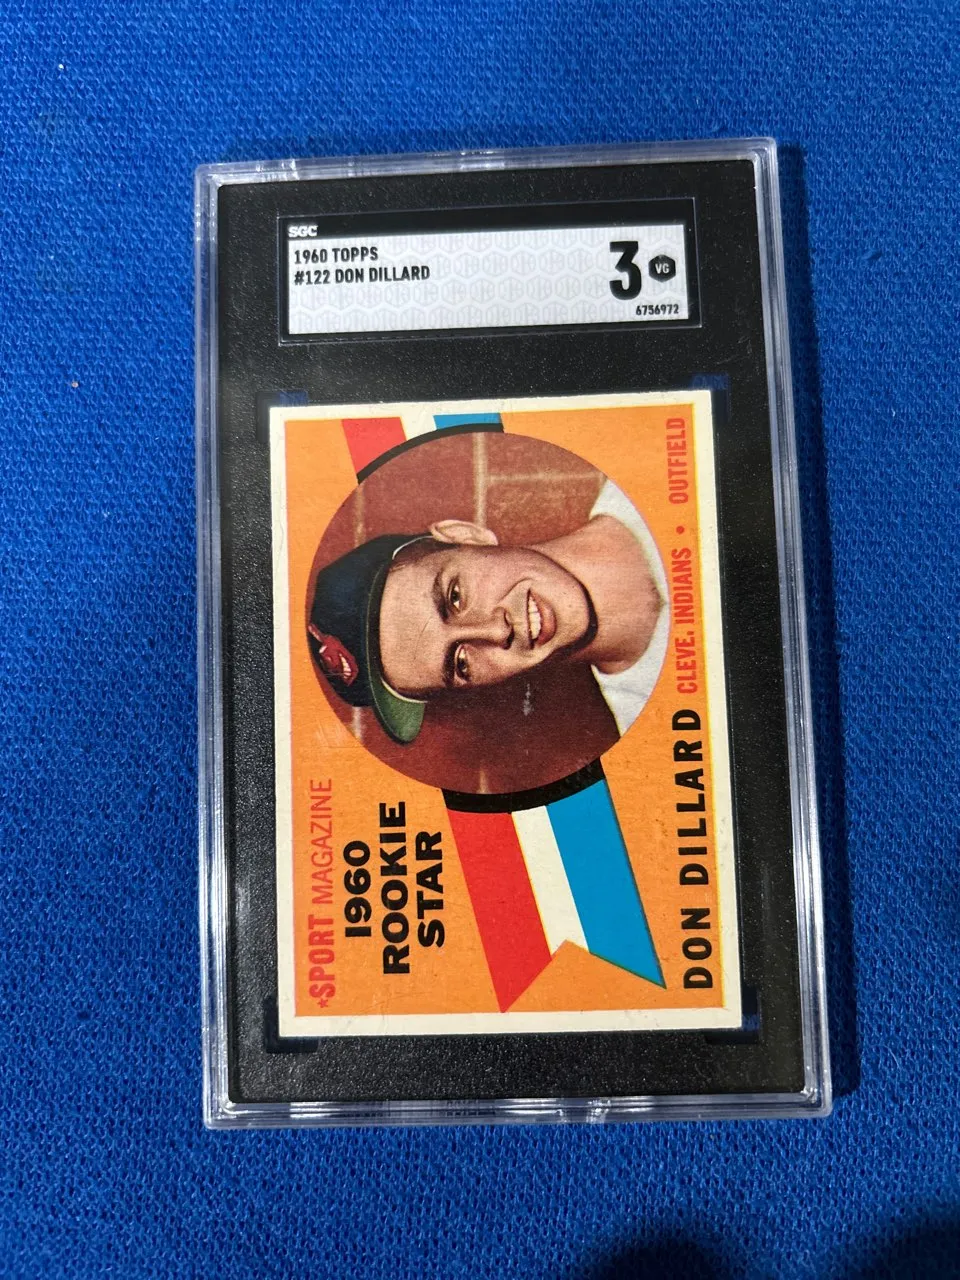 SGC
1960 TOPPS
#122 DON DILLARD
3 VG
6756972
★SPORT MAGAZINE
1960
ROOKIE
STAR
DON DILLARD CLEVE. INDIANS • OUTFIELD